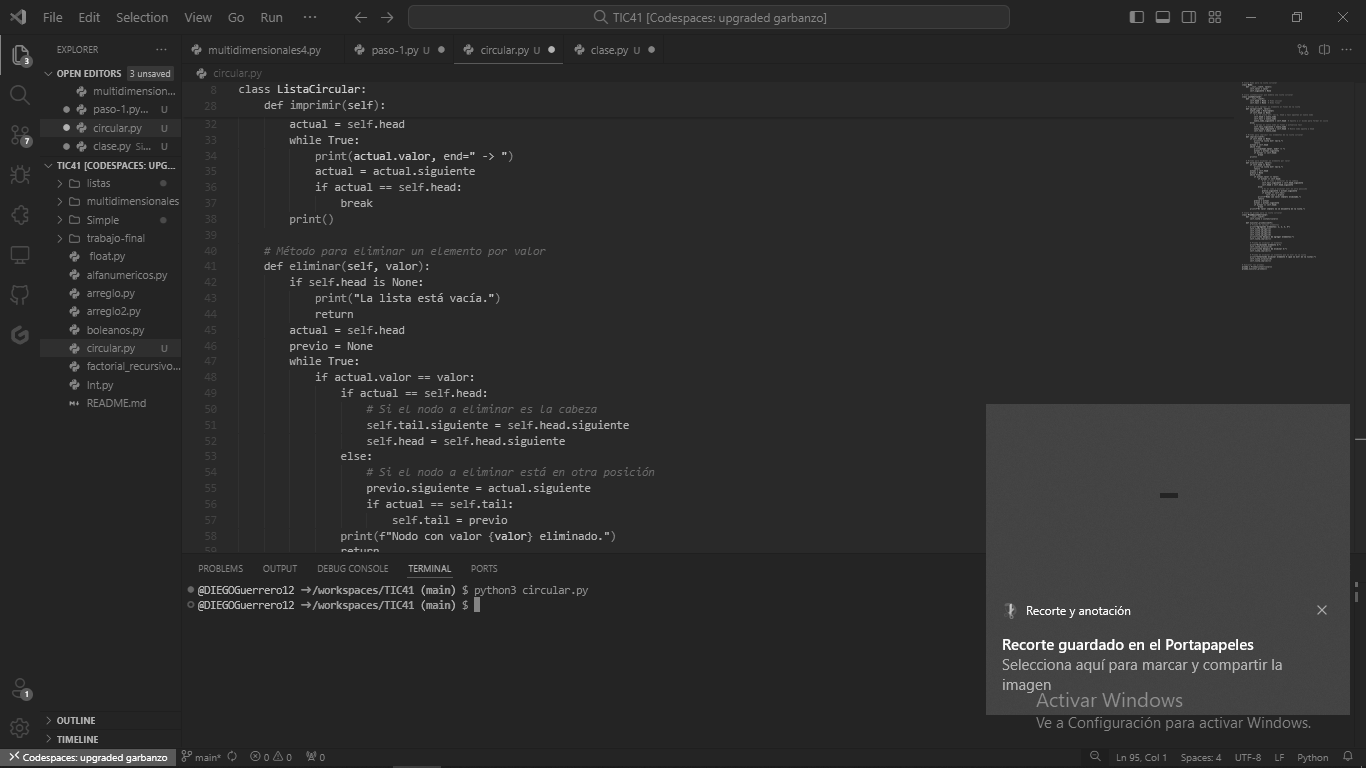 File Edit Selection View Go Run ··· TIC41 [Codespaces: upgraded garbanzo]
EXPLORER ···
OPEN EDITORS 3 unsaved
multidimension...
paso-1.py... U
circular.py U
clase.py Si... U
TIC41 [CODESPACES: UPG...
listas
multidimensionales
Simple
trabajo-final
float.py
alfanumericos.py
arreglo.py
arreglo2.py
boleanos.py
circular.py U
factorial_recursivo...
Int.py
README.md
OUTLINE
TIMELINE
3
7
1
multidimensionales4.py paso-1.py U circular.py U clase.py U ···
circular.py
8 class ListaCircular:
28 def imprimir(self):
32 actual = self.head
33 while True:
34 print(actual.valor, end=" -> ")
35 actual = actual.siguiente
36 if actual == self.head:
37 break
38 print()
39
40 # Método para eliminar un elemento por valor
41 def eliminar(self, valor):
42 if self.head is None:
43 print("La lista está vacía.")
44 return
45 actual = self.head
46 previo = None
47 while True:
48 if actual.valor == valor:
49 if actual == self.head:
50 # Si el nodo a eliminar es la cabeza
51 self.tail.siguiente = self.head.siguiente
52 self.head = self.head.siguiente
53 else:
54 # Si el nodo a eliminar está en otra posición
55 previo.siguiente = actual.siguiente
56 if actual == self.tail:
57 self.tail = previo
58 print(f"Nodo con valor {valor} eliminado.")
59 return
PROBLEMS OUTPUT DEBUG CONSOLE TERMINAL PORTS
@DIEGOGuerrero12 ➜/workspaces/TIC41 (main) $ python3 circular.py
@DIEGOGuerrero12 ➜/workspaces/TIC41 (main) $
Recorte y anotación
Recorte guardado en el Portapapeles
Selecciona aquí para marcar y compartir la
imagen
Activar Windows
Ve a Configuración para activar Windows.
Codespaces: upgraded garbanzo main* 0 0 0 Ln 95, Col 1 Spaces: 4 UTF-8 LF Python